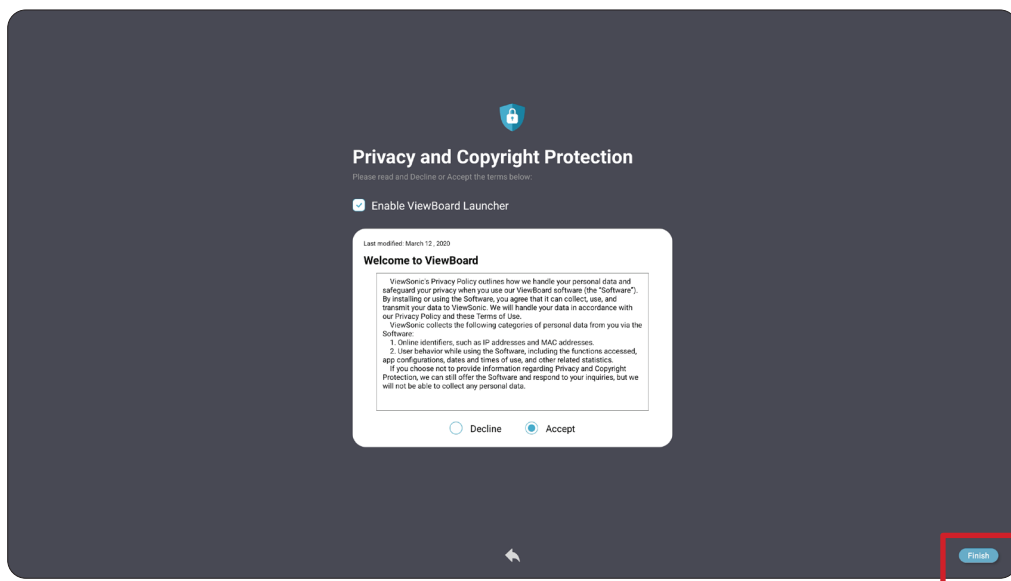 Privacy and Copyright Protection
Please read and Decline or Accept the terms below:
Enable ViewBoard Launcher
Last modified: March 12 , 2020
Welcome to ViewBoard
ViewSonic's Privacy Policy outlines how we handle your personal data and
safeguard your privacy when you use our ViewBoard software (the "Software").
By installing or using the Software, you agree that it can collect, use, and
transmit your data to ViewSonic. We will handle your data in accordance with
our Privacy Policy and these Terms of Use.
ViewSonic collects the following categories of personal data from you via the
Software:
1. Online identifiers, such as IP addresses and MAC addresses.
2. User behavior while using the Software, including the functions accessed,
app configurations, dates and times of use, and other related statistics.
If you choose not to provide information regarding Privacy and Copyright
Protection, we can still offer the Software and respond to your inquiries, but we
will not be able to collect any personal data.
Decline Accept
Finish